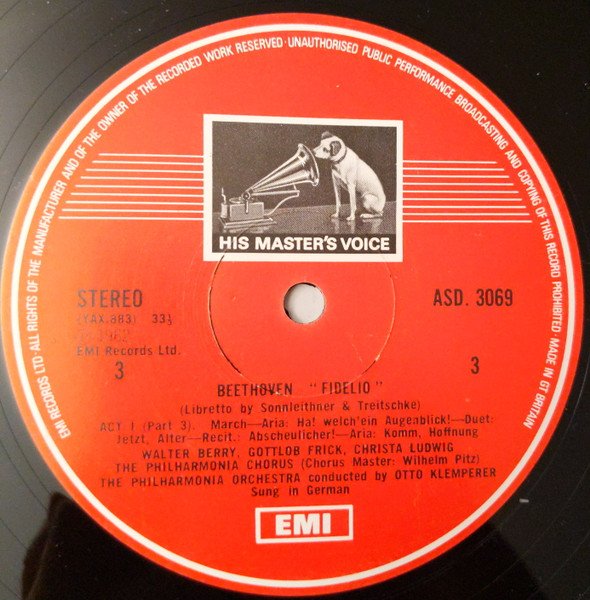 EMI RECORDS LTD·ALL RIGHTS OF THE MANUFACTURER AND OF THE OWNER OF THE RECORDED WORK RESERVED·UNAUTHORISED PUBLIC PERFORMANCE BROADCASTING AND COPYING OF THIS RECORD PROHIBITED·MADE IN GT BRITAIN
HIS MASTER'S VOICE
STEREO
ASD. 3069
(YAX.883) 33⅓
EMI Records Ltd.
3
3
BEETHOVEN "FIDELIO"
(Libretto by Sonnleithner & Treitschke)
ACT I (Part 3). March—Aria: Ha! welch'ein Augenblick!—Duet:
Jetzt, Alter—Recit.: Abscheulicher!—Aria: Komm, Hoffnung
WALTER BERRY, GOTTLOB FRICK, CHRISTA LUDWIG
THE PHILHARMONIA CHORUS (Chorus Master: Wilhelm Pitz)
THE PHILHARMONIA ORCHESTRA conducted by OTTO KLEMPERER
Sung in German
EMI